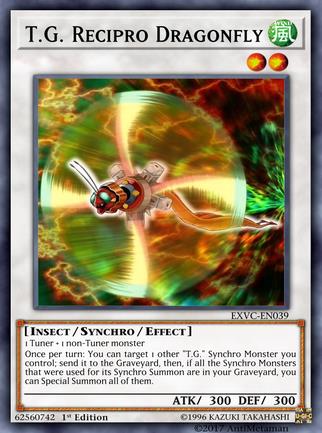 T.G. Recipro Dragonfly
WIND
風
EXVC-EN039
[Insect / Synchro / Effect]
1 Tuner + 1 non-Tuner monster
Once per turn: You can target 1 other "T.G." Synchro Monster you
control; send it to the Graveyard, then, if all the Synchro Monsters
that were used for its Synchro Summon are in your Graveyard, you
can Special Summon all of them.
ATK/ 300 DEF/ 300
62560742 1st Edition
©1996 KAZUKI TAKAHASHI
©2017 AntiMetaman